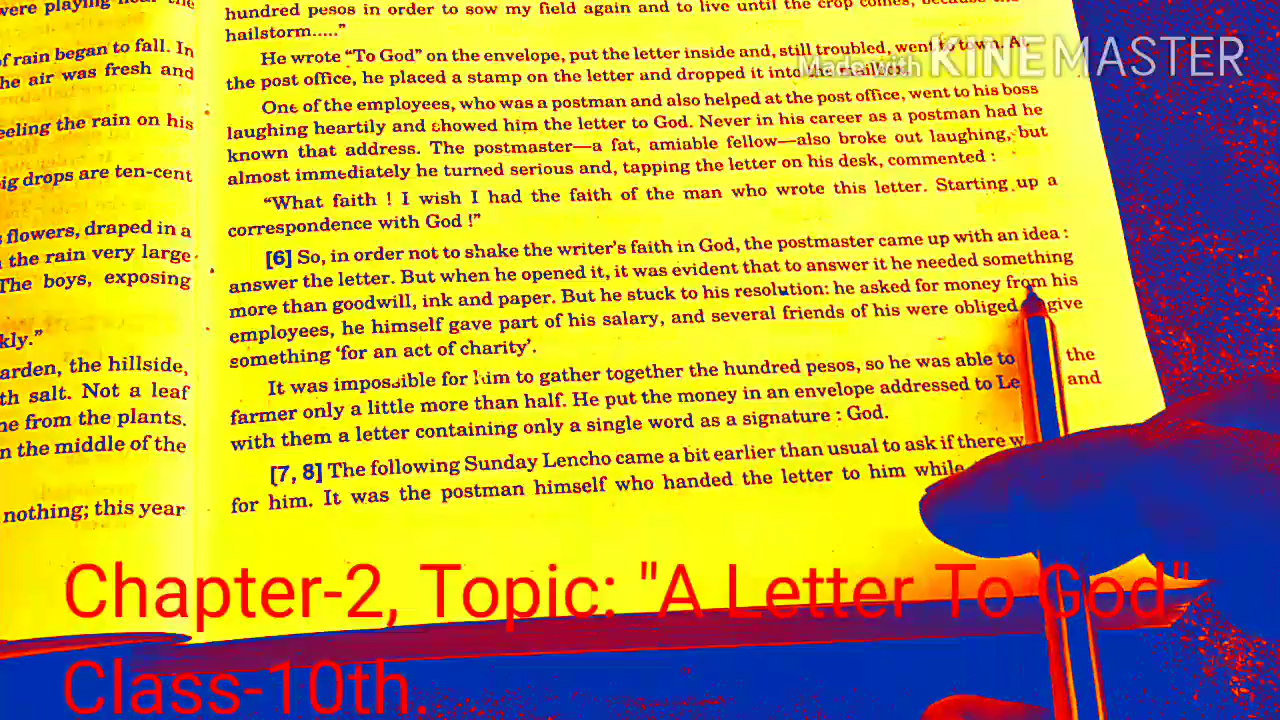 were playing near the
of rain began to fall. In
he air was fresh and
eeling the rain on his
ig drops are ten-cent
flowers, draped in a
the rain very large
The boys, exposing
kly."
arden, the hillside,
th salt. Not a leaf
ne from the plants.
n the middle of the
nothing; this year
hundred pesos in order to sow my field again and to live until the crop comes, because the
hailstorm....."
He wrote "To God" on the envelope, put the letter inside and, still troubled, went to town. At
the post office, he placed a stamp on the letter and dropped it into the mailbox.
One of the employees, who was a postman and also helped at the post office, went to his boss
laughing heartily and showed him the letter to God. Never in his career as a postman had he
known that address. The postmaster—a fat, amiable fellow—also broke out laughing, but
almost immediately he turned serious and, tapping the letter on his desk, commented :
"What faith ! I wish I had the faith of the man who wrote this letter. Starting up a
correspondence with God !"
[6] So, in order not to shake the writer's faith in God, the postmaster came up with an idea :
answer the letter. But when he opened it, it was evident that to answer it he needed something
more than goodwill, ink and paper. But he stuck to his resolution: he asked for money from his
employees, he himself gave part of his salary, and several friends of his were obliged give
something 'for an act of charity'.
It was impossible for him to gather together the hundred pesos, so he was able to the
farmer only a little more than half. He put the money in an envelope addressed to Le and
with them a letter containing only a single word as a signature : God.
[7, 8] The following Sunday Lencho came a bit earlier than usual to ask if there w
for him. It was the postman himself who handed the letter to him while
Made with KINEMASTER
Chapter-2, Topic: "A Letter To God"
Class-10th.